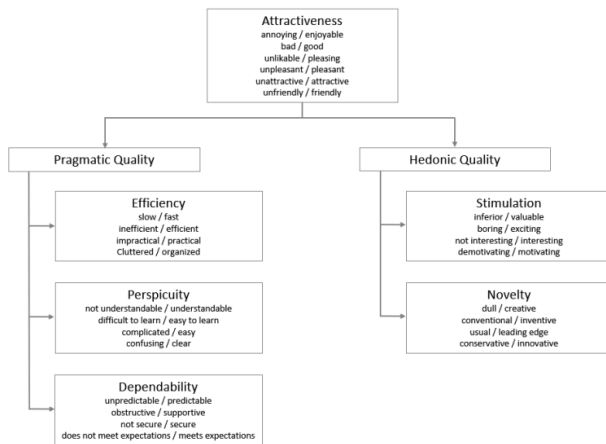 Attractiveness
annoying / enjoyable
bad / good
unlikable / pleasing
unpleasant / pleasant
unattractive / attractive
unfriendly / friendly
Pragmatic Quality
Hedonic Quality
Efficiency
slow / fast
inefficient / efficient
impractical / practical
Cluttered / organized
Stimulation
inferior / valuable
boring / exciting
not interesting / interesting
demotivating / motivating
Perspicuity
not understandable / understandable
difficult to learn / easy to learn
complicated / easy
confusing / clear
Novelty
dull / creative
conventional / inventive
usual / leading edge
conservative / innovative
Dependability
unpredictable / predictable
obstructive / supportive
not secure / secure
does not meet expectations / meets expectations